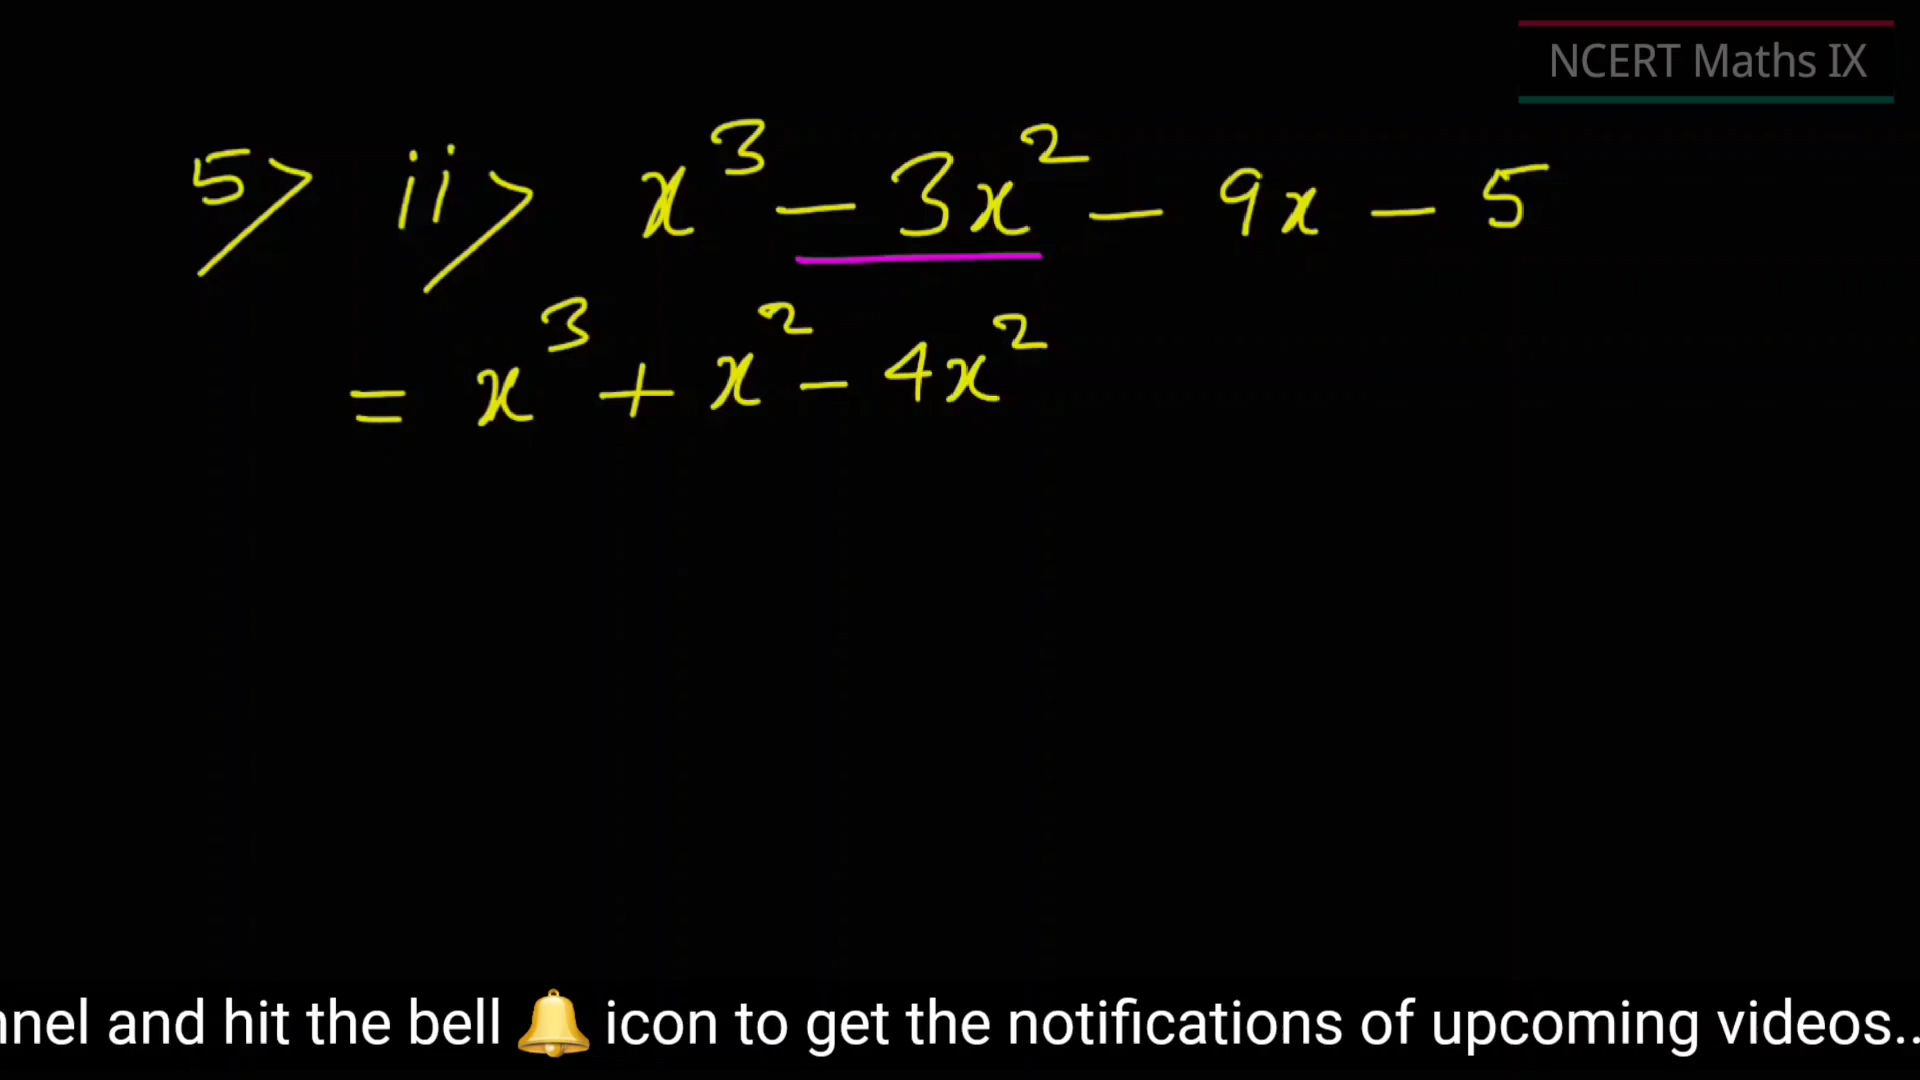 NCERT Maths IX
5> ii> x³ - 3x² - 9x - 5
= x³ + x² - 4x²
and hit the bell 🔔 icon to get the notifications of upcoming videos..